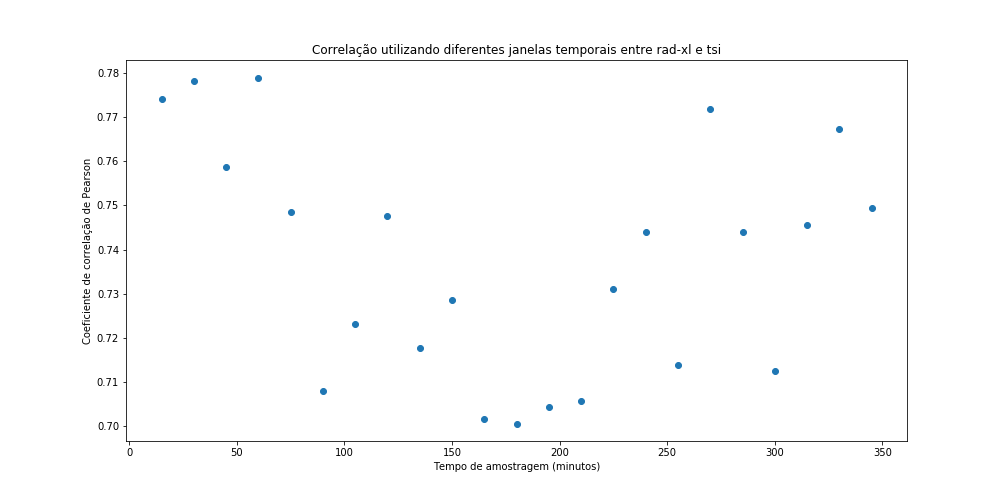 Correlação utilizando diferentes janelas temporais entre rad-xl e tsi
Coeficiente de correlação de Pearson
0.78
0.77
0.76
0.75
0.74
0.73
0.72
0.71
0.70
0 50 100 150 200 250 300 350
Tempo de amostragem (minutos)